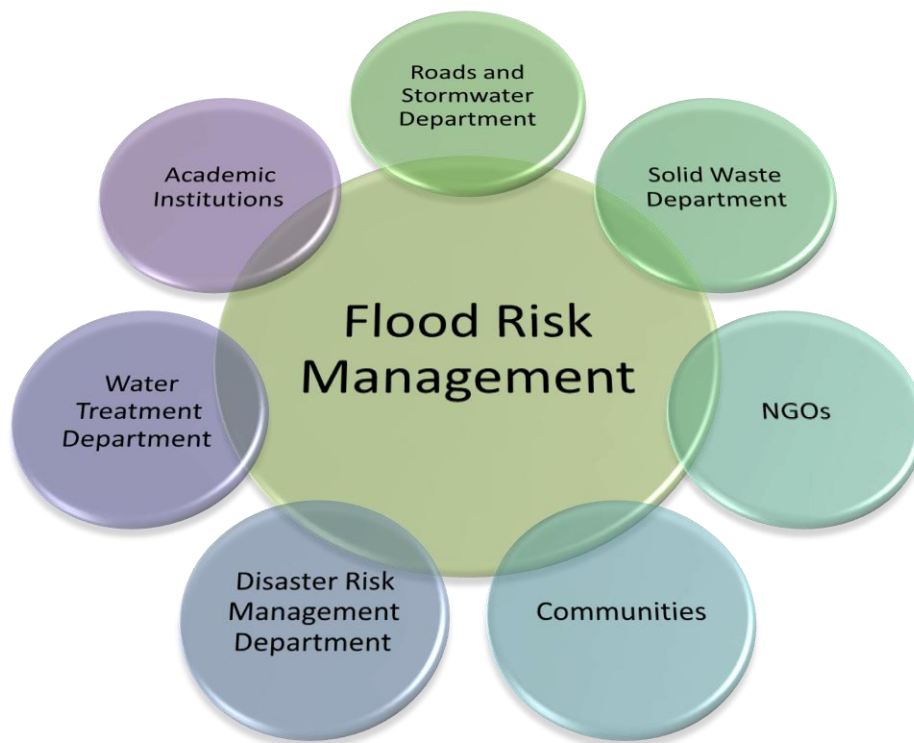 Roads and
Stormwater
Department
Solid Waste
Department
NGOs
Communities
Disaster Risk
Management
Department
Water
Treatment
Department
Academic
Institutions
Flood Risk
Management